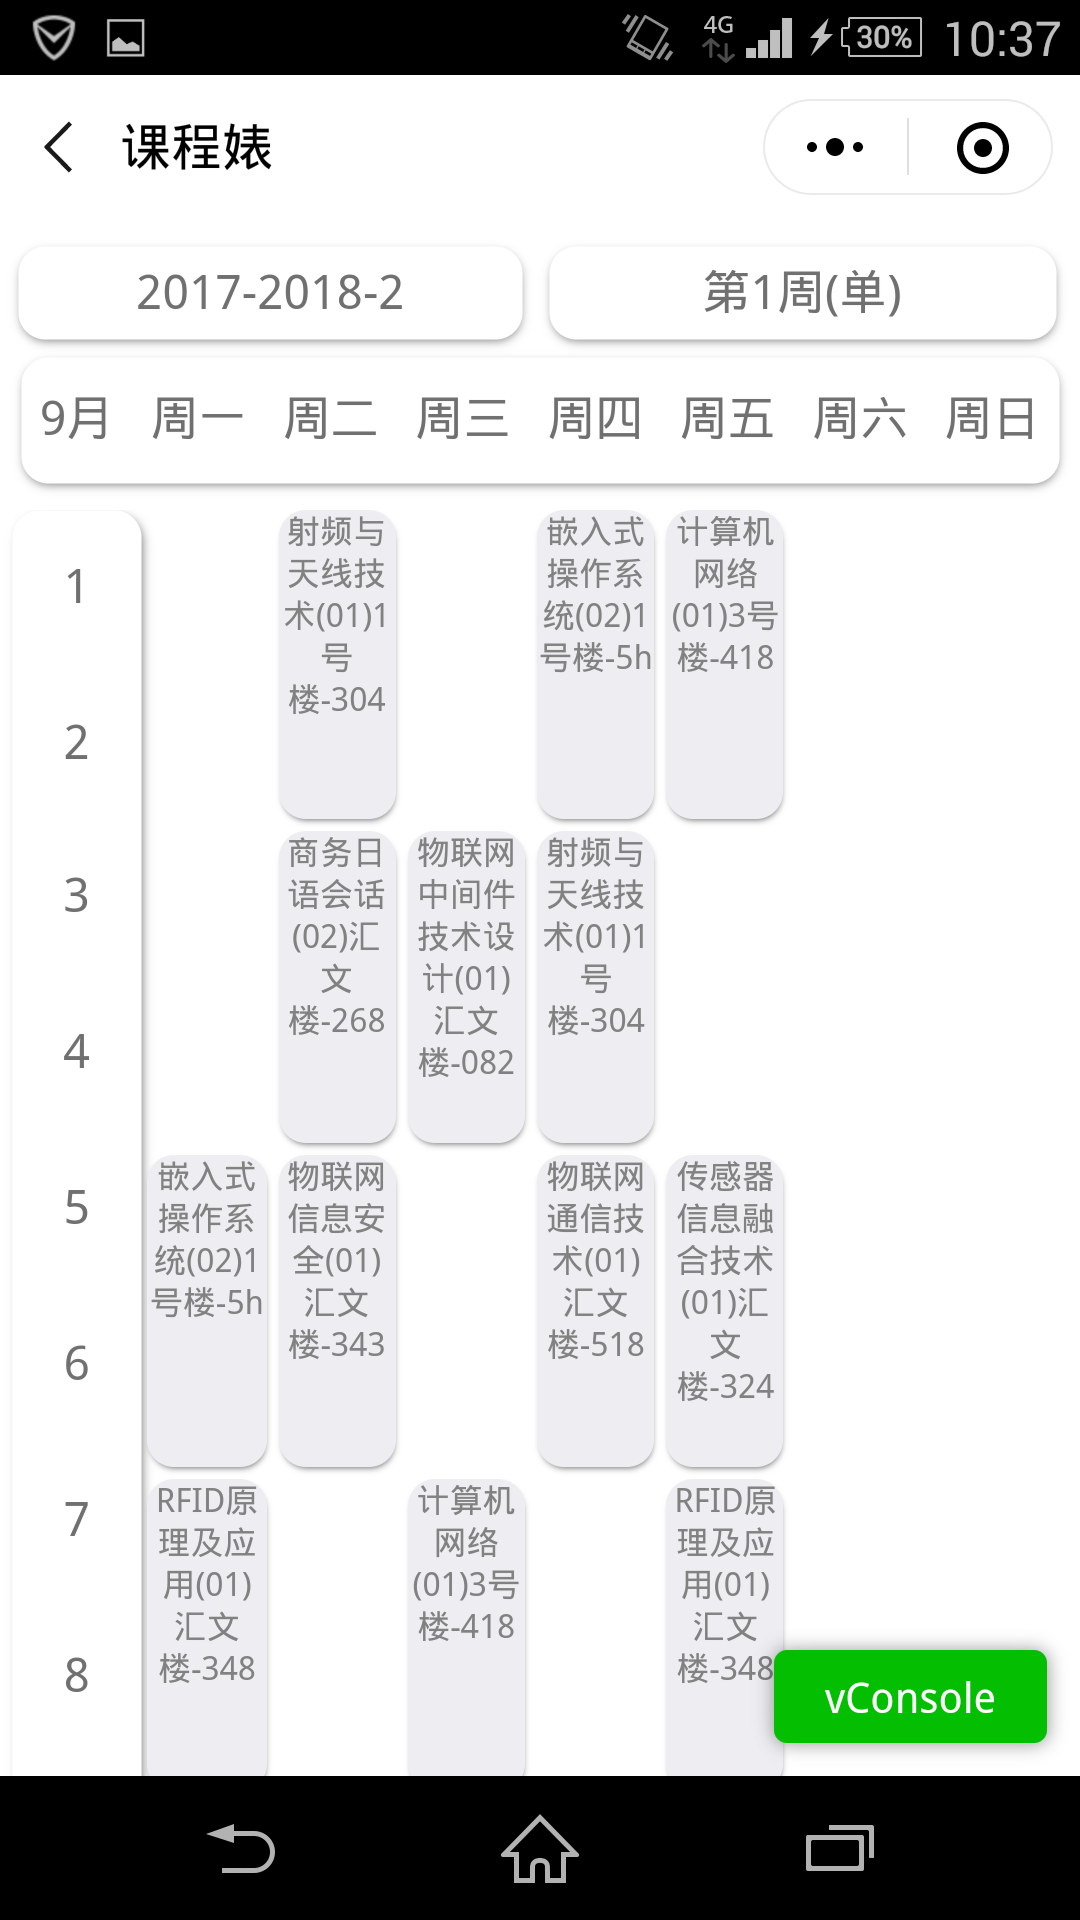 4G 30% 10:37
课程婊
2017-2018-2
第1周(单)
9月 周一 周二 周三 周四 周五 周六 周日
1
2
3
4
5
6
7
8
射频与
天线技
术(01)1
号
楼-304
嵌入式
操作系
统(02)1
号楼-5h
计算机
网络
(01)3号
楼-418
商务日
语会话
(02)汇
文
楼-268
物联网
中间件
技术设
计(01)
汇文
楼-082
射频与
天线技
术(01)1
号
楼-304
嵌入式
操作系
统(02)1
号楼-5h
物联网
信息安
全(01)
汇文
楼-343
物联网
通信技
术(01)
汇文
楼-518
传感器
信息融
合技术
(01)汇
文
楼-324
RFID原
理及应
用(01)
汇文
楼-348
计算机
网络
(01)3号
楼-418
RFID原
理及应
用(01)
汇文
楼-348
vConsole